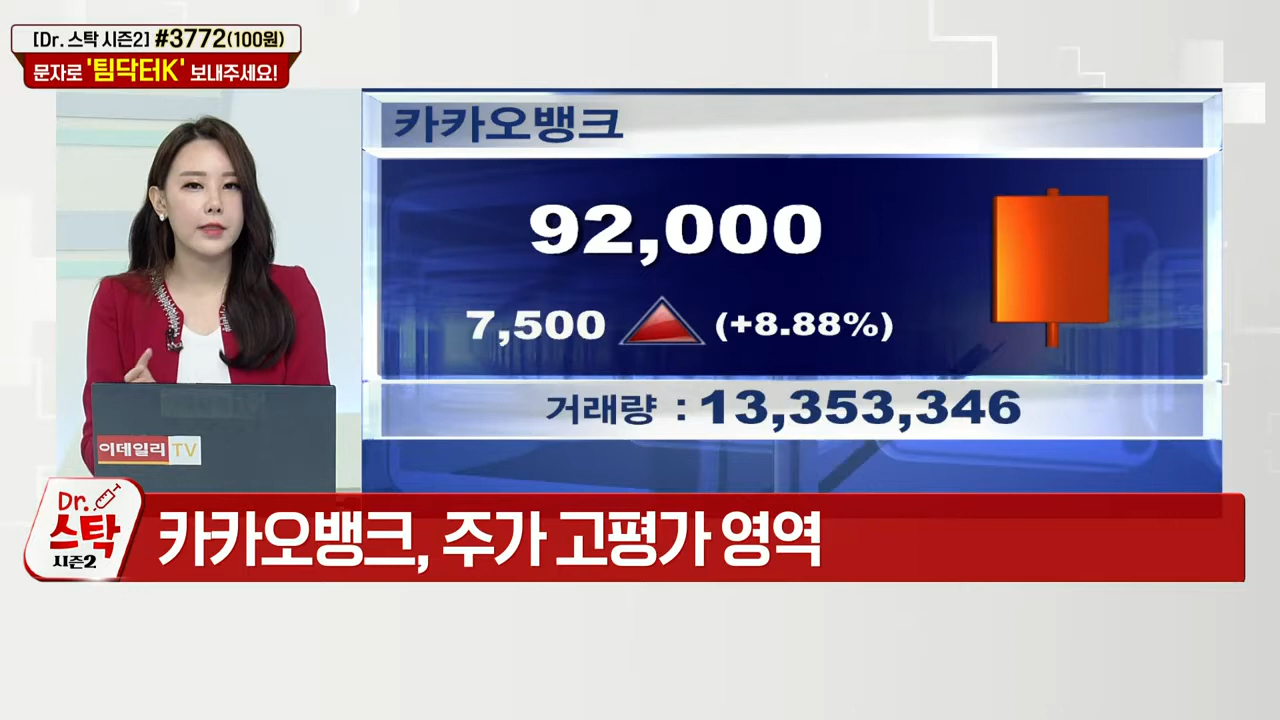 [Dr. 스탁 시즌2] #3772(100원)
문자로 '팀닥터K' 보내주세요!
카카오뱅크
92,000
7,500 ▲ (+8.88%)
거래량 : 13,353,346
이데일리TV
Dr.
스탁
시즌2
카카오뱅크, 주가 고평가 영역